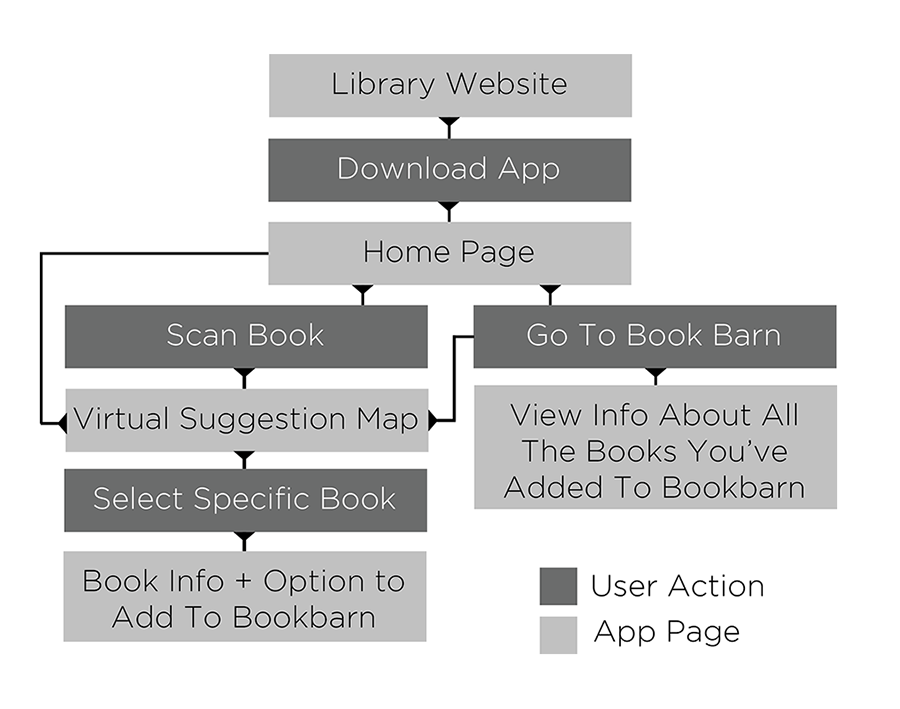 Library Website
Download App
Home Page
Scan Book
Go To Book Barn
Virtual Suggestion Map
View Info About All
The Books You've
Added To Bookbarn
Select Specific Book
Book Info + Option to
Add To Bookbarn
User Action
App Page